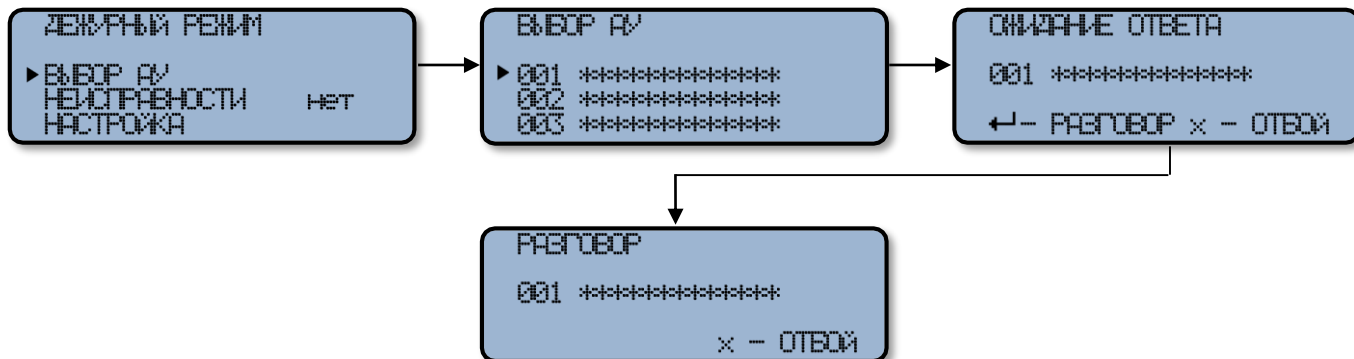 ДЕЖУРНЫЙ РЕЖИМ
►ВЫБОР АУ
НЕИСПРАВНОСТИ нет
НАСТРОЙКА
ВЫБОР АУ
►001 **************
002 **************
003 **************
ОЖИДАНИЕ ОТВЕТА
001 **************
↵– РАЗГОВОР x – ОТБОЙ
РАЗГОВОР
001 **************
x – ОТБОЙ